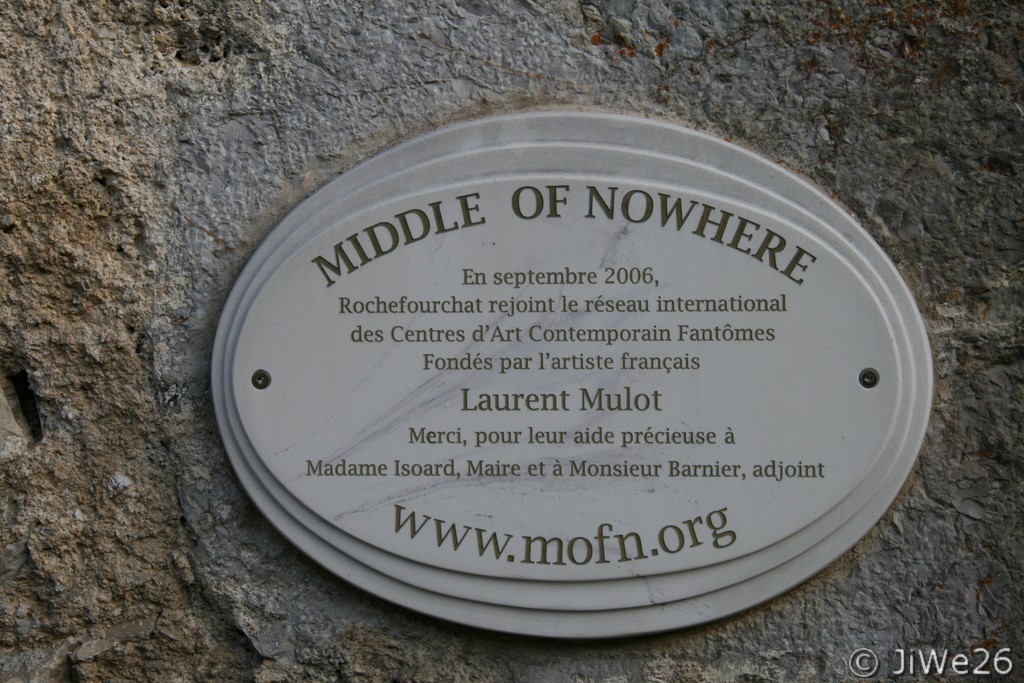 MIDDLE OF NOWHERE
En septembre 2006,
Rochefourchat rejoint le réseau international
des Centres d'Art Contemporain Fantômes
Fondés par l'artiste français
Laurent Mulot
Merci, pour leur aide précieuse à
Madame Isoard, Maire et à Monsieur Barnier, adjoint
www.mofn.org
© JiWe26